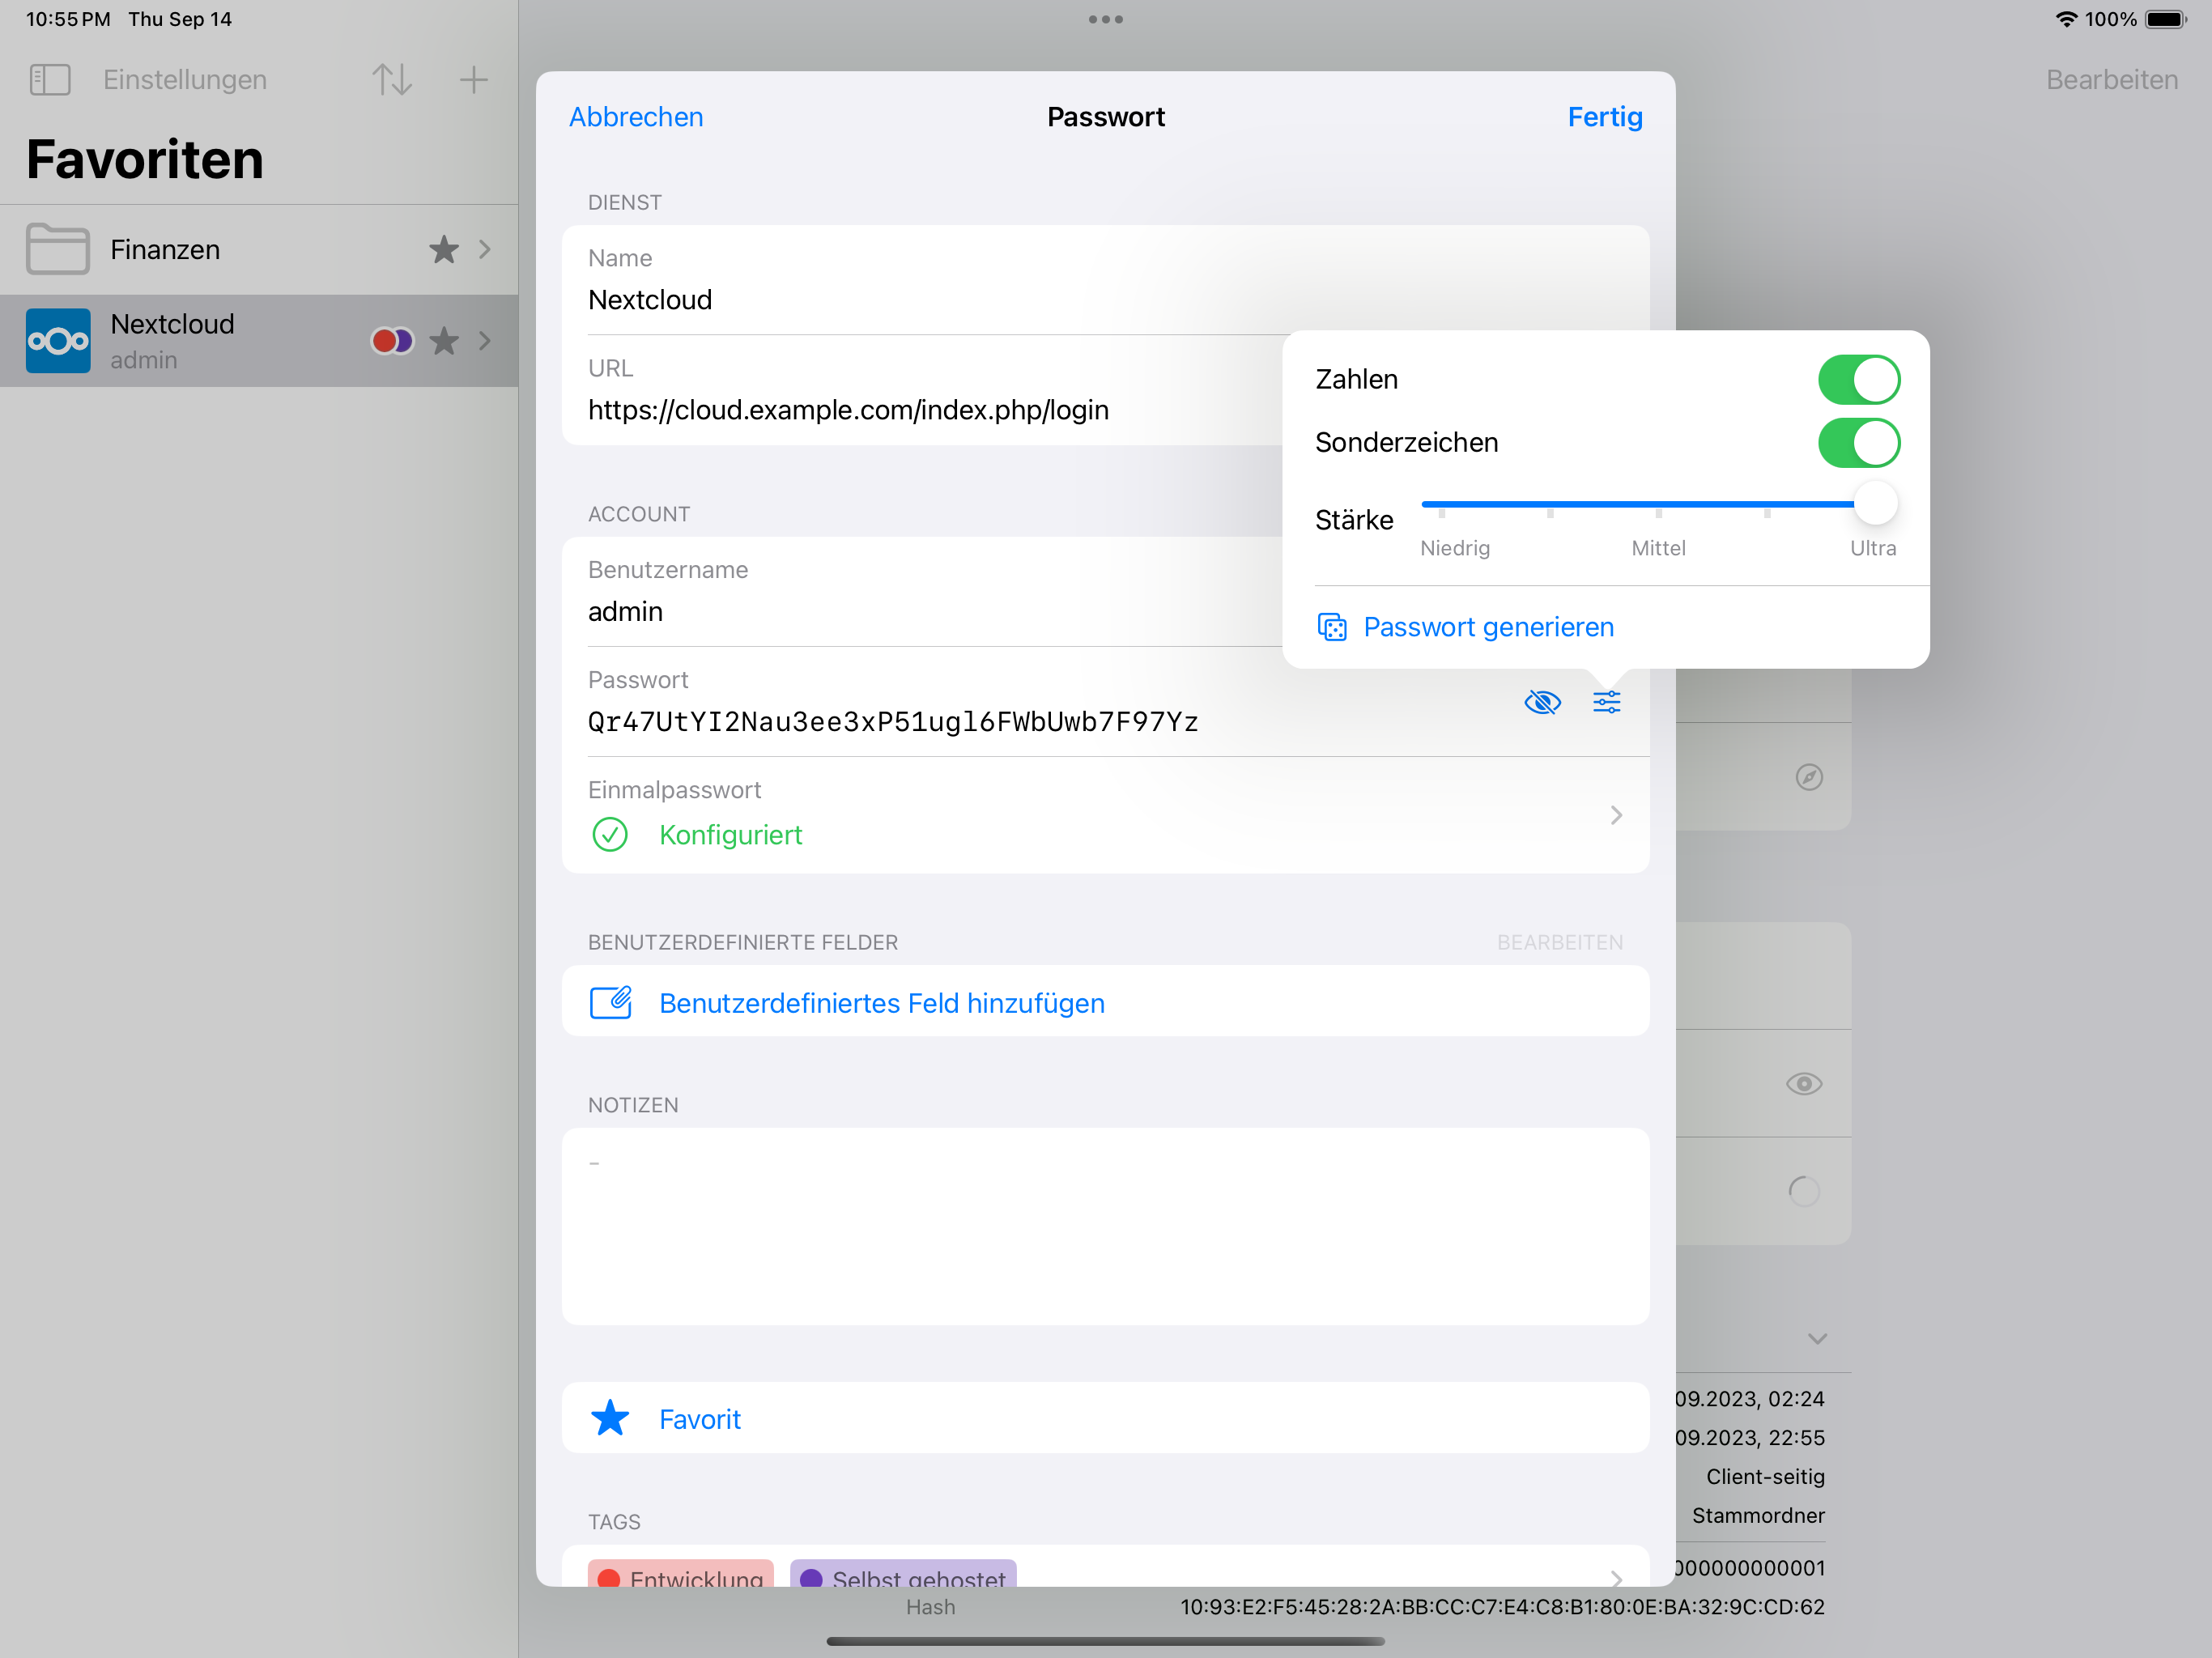 10:55 PM Thu Sep 14
100%
Einstellungen
Bearbeiten
Favoriten
Finanzen
Nextcloud
admin
Abbrechen
Passwort
Fertig
DIENST
Name
Nextcloud
URL
https://cloud.example.com/index.php/login
Zahlen
Sonderzeichen
Stärke
Niedrig
Mittel
Ultra
Passwort generieren
ACCOUNT
Benutzername
admin
Passwort
Qr47UtYI2Nau3ee3xP51ugl6FWbUwb7F97Yz
Einmalpasswort
Konfiguriert
BENUTZERDEFINIERTE FELDER
BEARBEITEN
Benutzerdefiniertes Feld hinzufügen
NOTIZEN
-
Favorit
09.2023, 02:24
09.2023, 22:55
Client-seitig
Stammordner
TAGS
Entwicklung
Selbst gehostet
000000000001
Hash
10:93:E2:F5:45:28:2A:BB:CC:C7:E4:C8:B1:80:0E:BA:32:9C:CD:62